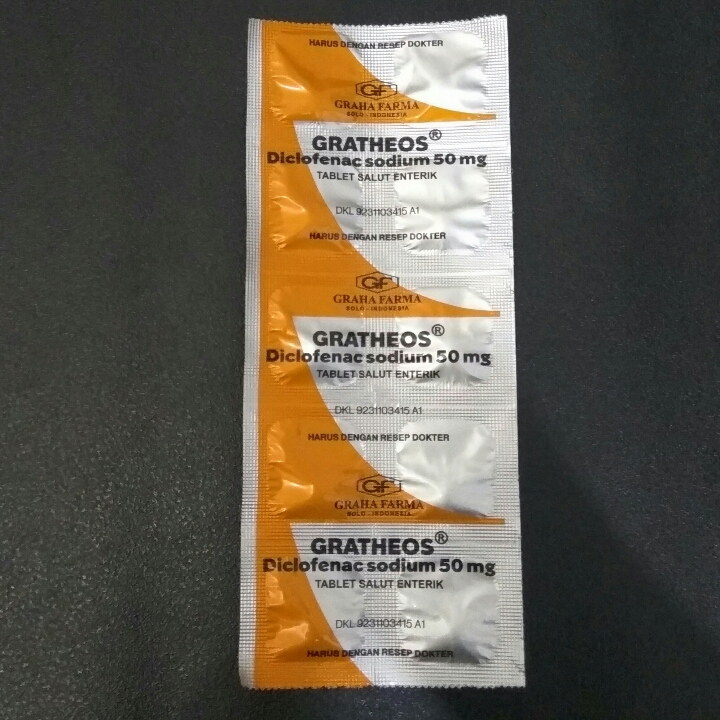 HARUS DENGAN RESEP DOKTER
GF
GRAHA FARMA
SOLO - INDONESIA
GRATHEOS®
Diclofenac sodium 50 mg
TABLET SALUT ENTERIK
DKL 9231103415 A1
HARUS DENGAN RESEP DOKTER
GF
GRAHA FARMA
SOLO - INDONESIA
GRATHEOS®
Diclofenac sodium 50 mg
TABLET SALUT ENTERIK
DKL 9231103415 A1
HARUS DENGAN RESEP DOKTER
GF
GRAHA FARMA
SOLO - INDONESIA
GRATHEOS®
Diclofenac sodium 50 mg
TABLET SALUT ENTERIK
DKL 9231103415 A1
HARUS DENGAN RESEP DOKTER